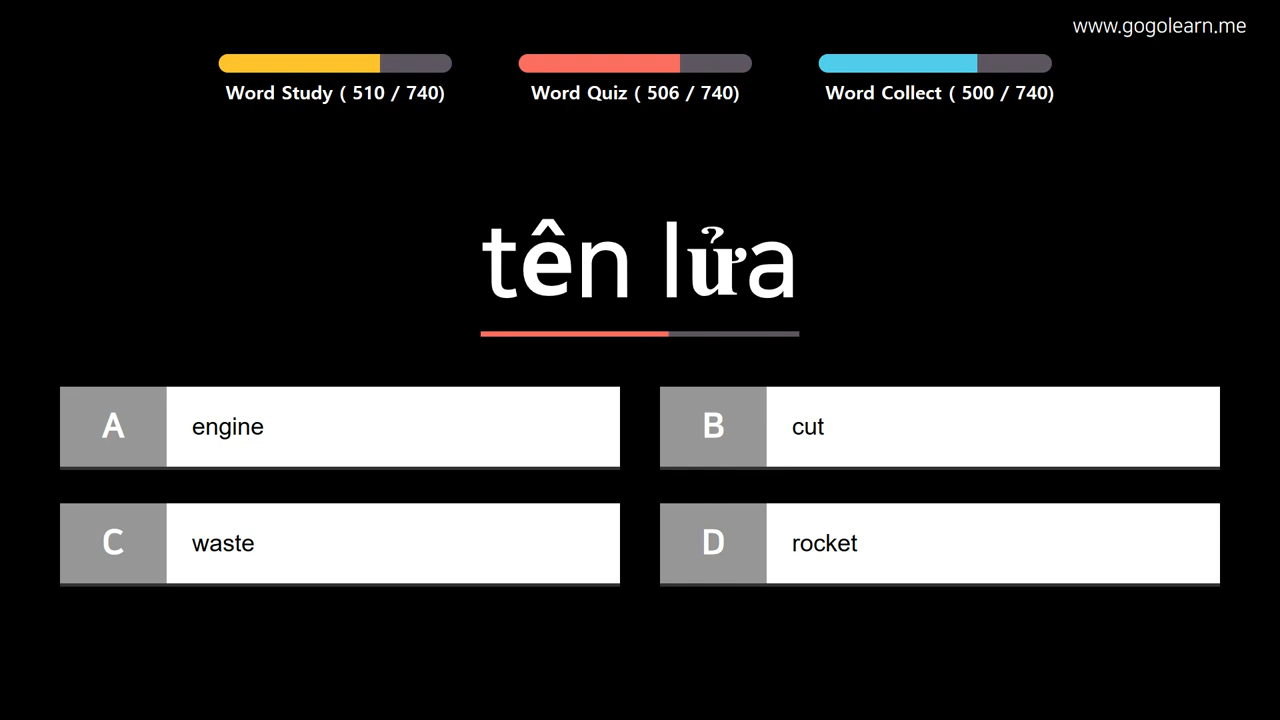 www.gogolearn.me
Word Study ( 510 / 740)
Word Quiz ( 506 / 740)
Word Collect ( 500 / 740)
tên lửa
A engine
B cut
C waste
D rocket